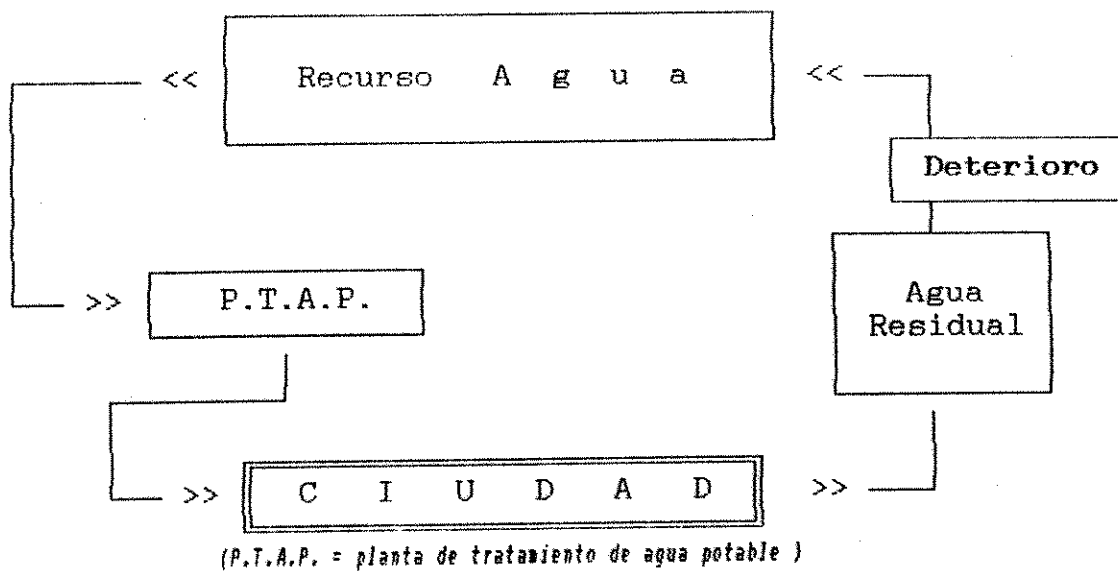 << Recurso A g u a <<
Deterioro
>> P.T.A.P.
Agua
Residual
>> C I U D A D >>
(P.T.A.P. = planta de tratamiento de agua potable )